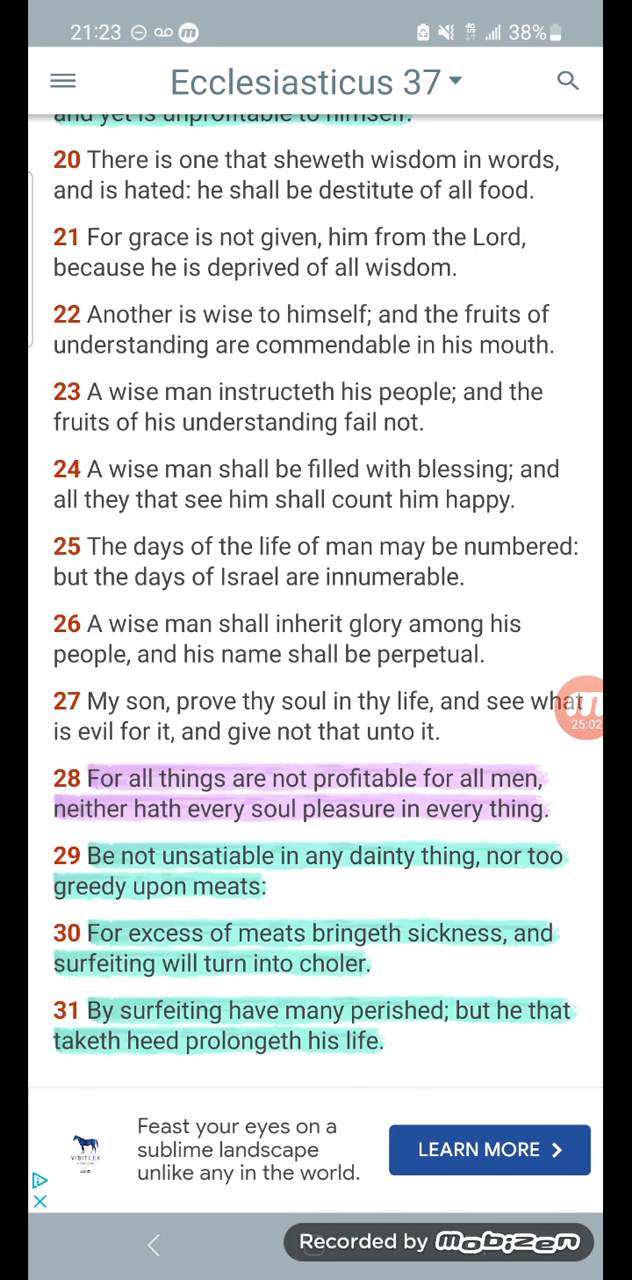 21:23
38%
Ecclesiasticus 37
and yet is unprofitable to himself.
20 There is one that sheweth wisdom in words,
and is hated: he shall be destitute of all food.
21 For grace is not given, him from the Lord,
because he is deprived of all wisdom.
22 Another is wise to himself; and the fruits of
understanding are commendable in his mouth.
23 A wise man instructeth his people; and the
fruits of his understanding fail not.
24 A wise man shall be filled with blessing; and
all they that see him shall count him happy.
25 The days of the life of man may be numbered:
but the days of Israel are innumerable.
26 A wise man shall inherit glory among his
people, and his name shall be perpetual.
27 My son, prove thy soul in thy life, and see what
is evil for it, and give not that unto it.
25:02
28 For all things are not profitable for all men,
neither hath every soul pleasure in every thing.
29 Be not unsatiable in any dainty thing, nor too
greedy upon meats:
30 For excess of meats bringeth sickness, and
surfeiting will turn into choler.
31 By surfeiting have many perished; but he that
taketh heed prolongeth his life.
Feast your eyes on a
sublime landscape
unlike any in the world.
VISITLEX
LEARN MORE
Recorded by mobizen